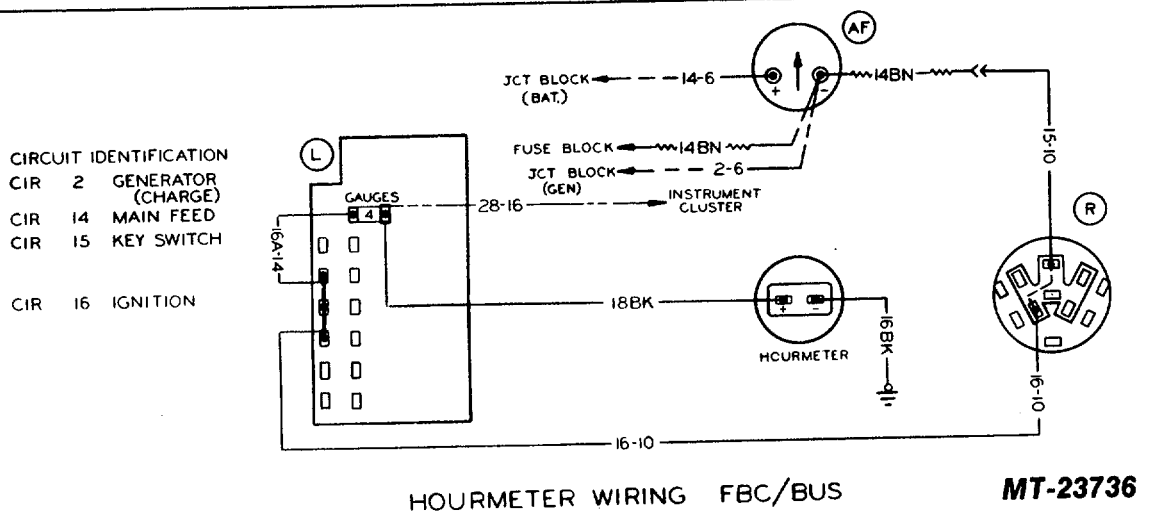 AF
JCT BLOCK
(BAT.)
14-6
14BN
+
-
FUSE BLOCK
14BN
JCT BLOCK
(GEN)
2-6
15-10
CIRCUIT IDENTIFICATION
CIR 2 GENERATOR
(CHARGE)
CIR 14 MAIN FEED
CIR 15 KEY SWITCH
CIR 16 IGNITION
L
GAUGES
4
28-16
INSTRUMENT
CLUSTER
R
16A-14
18BK
+
-
HOURMETER
16BK
16-10
16-10
HOURMETER WIRING FBC/BUS
MT-23736